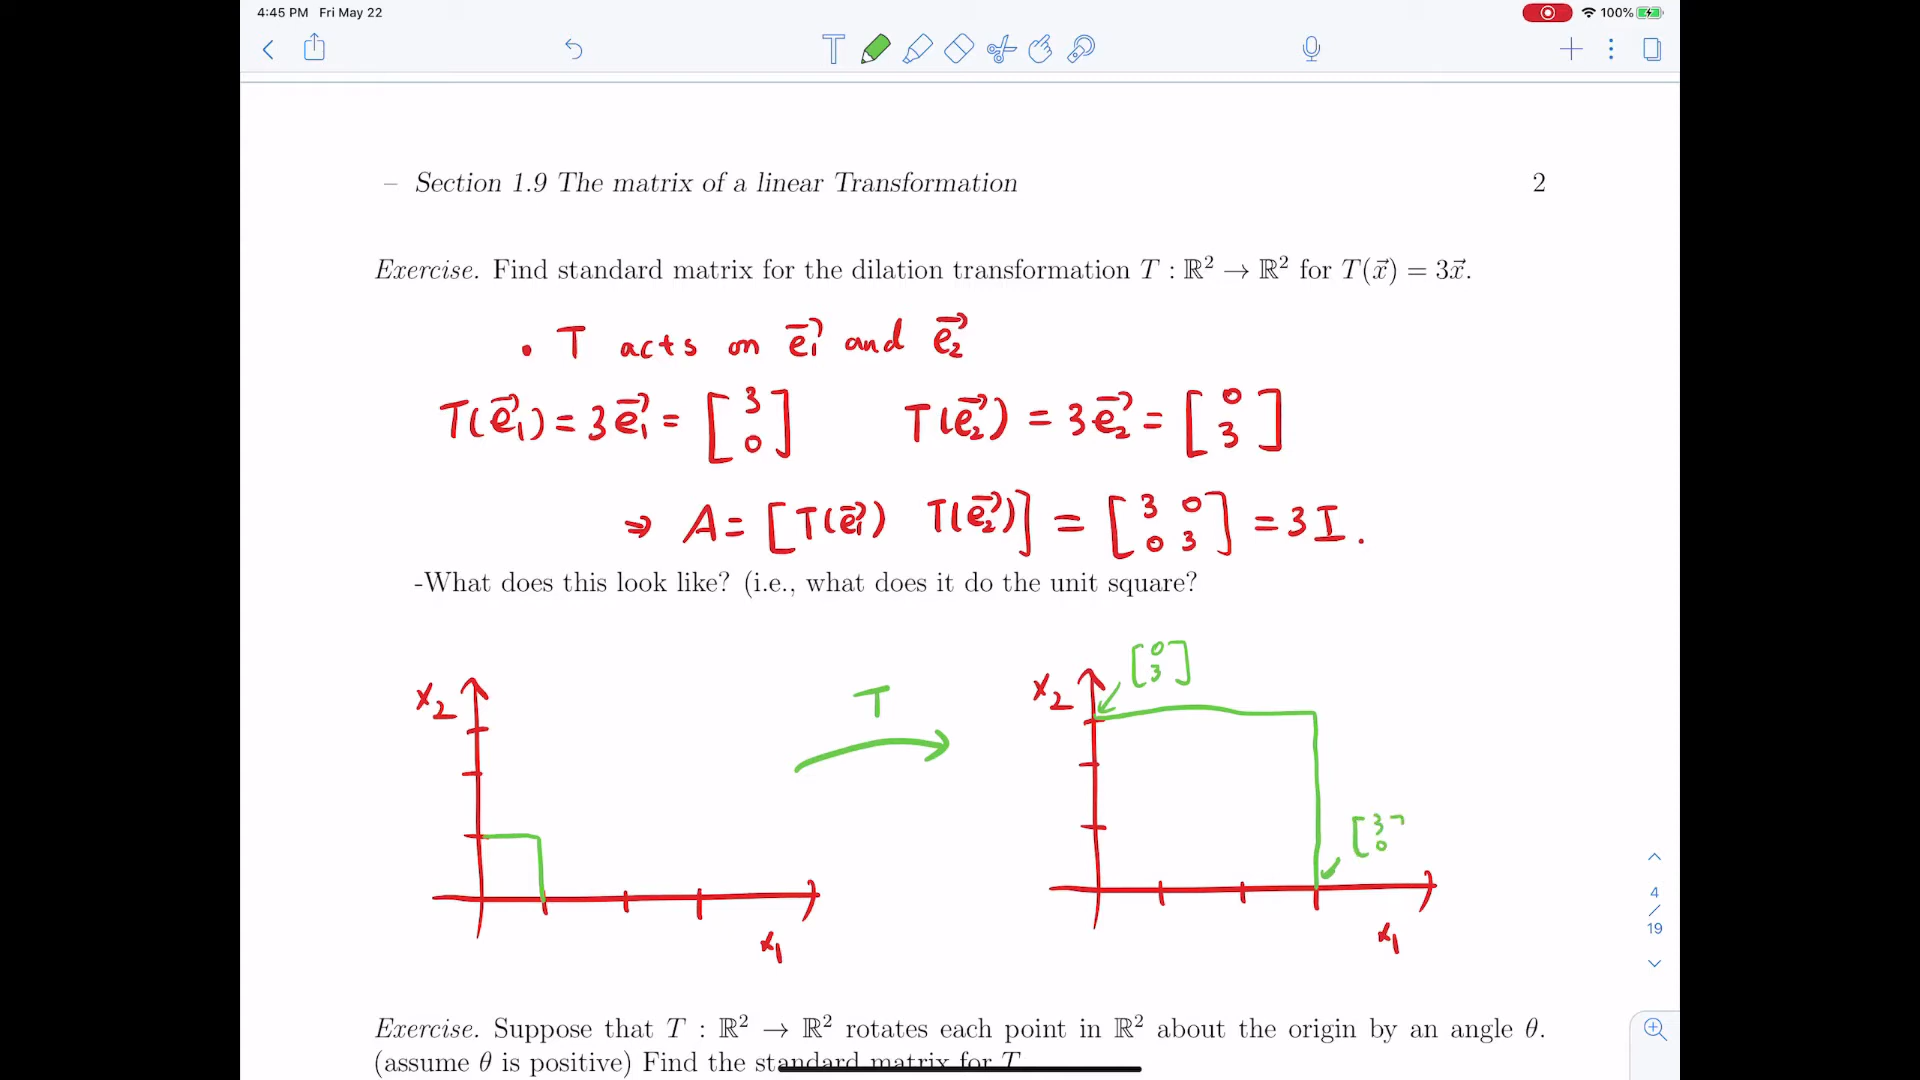 4:45 PM Fri May 22
100%
– Section 1.9 The matrix of a linear Transformation 2
Exercise. Find standard matrix for the dilation transformation T : ℝ² → ℝ² for T(x⃗) = 3x⃗.
• T acts on e⃗₁ and e⃗₂
T(e⃗₁) = 3e⃗₁ = [3 0] T(e⃗₂) = 3e⃗₂ = [0 3]
⇒ A = [T(e⃗₁) T(e⃗₂)] = [3 0 0 3] = 3I.
-What does this look like? (i.e., what does it do the unit square?
[0 3]
x₂ T x₂
[3 0]
x₁ x₁
4
/
19
Exercise. Suppose that T : ℝ² → ℝ² rotates each point in ℝ² about the origin by an angle θ.
(assume θ is positive) Find the standard matrix for T